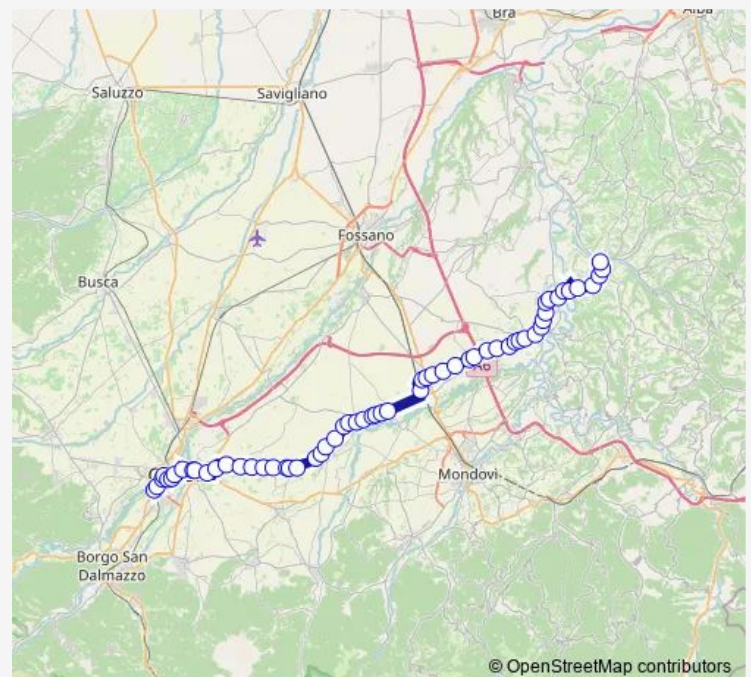 Bra
Alba
Saluzzo
Savigliano
Fossano
Busca
A6
Mondovì
Borgo San
Dalmazzo
© OpenStreetMap contributors